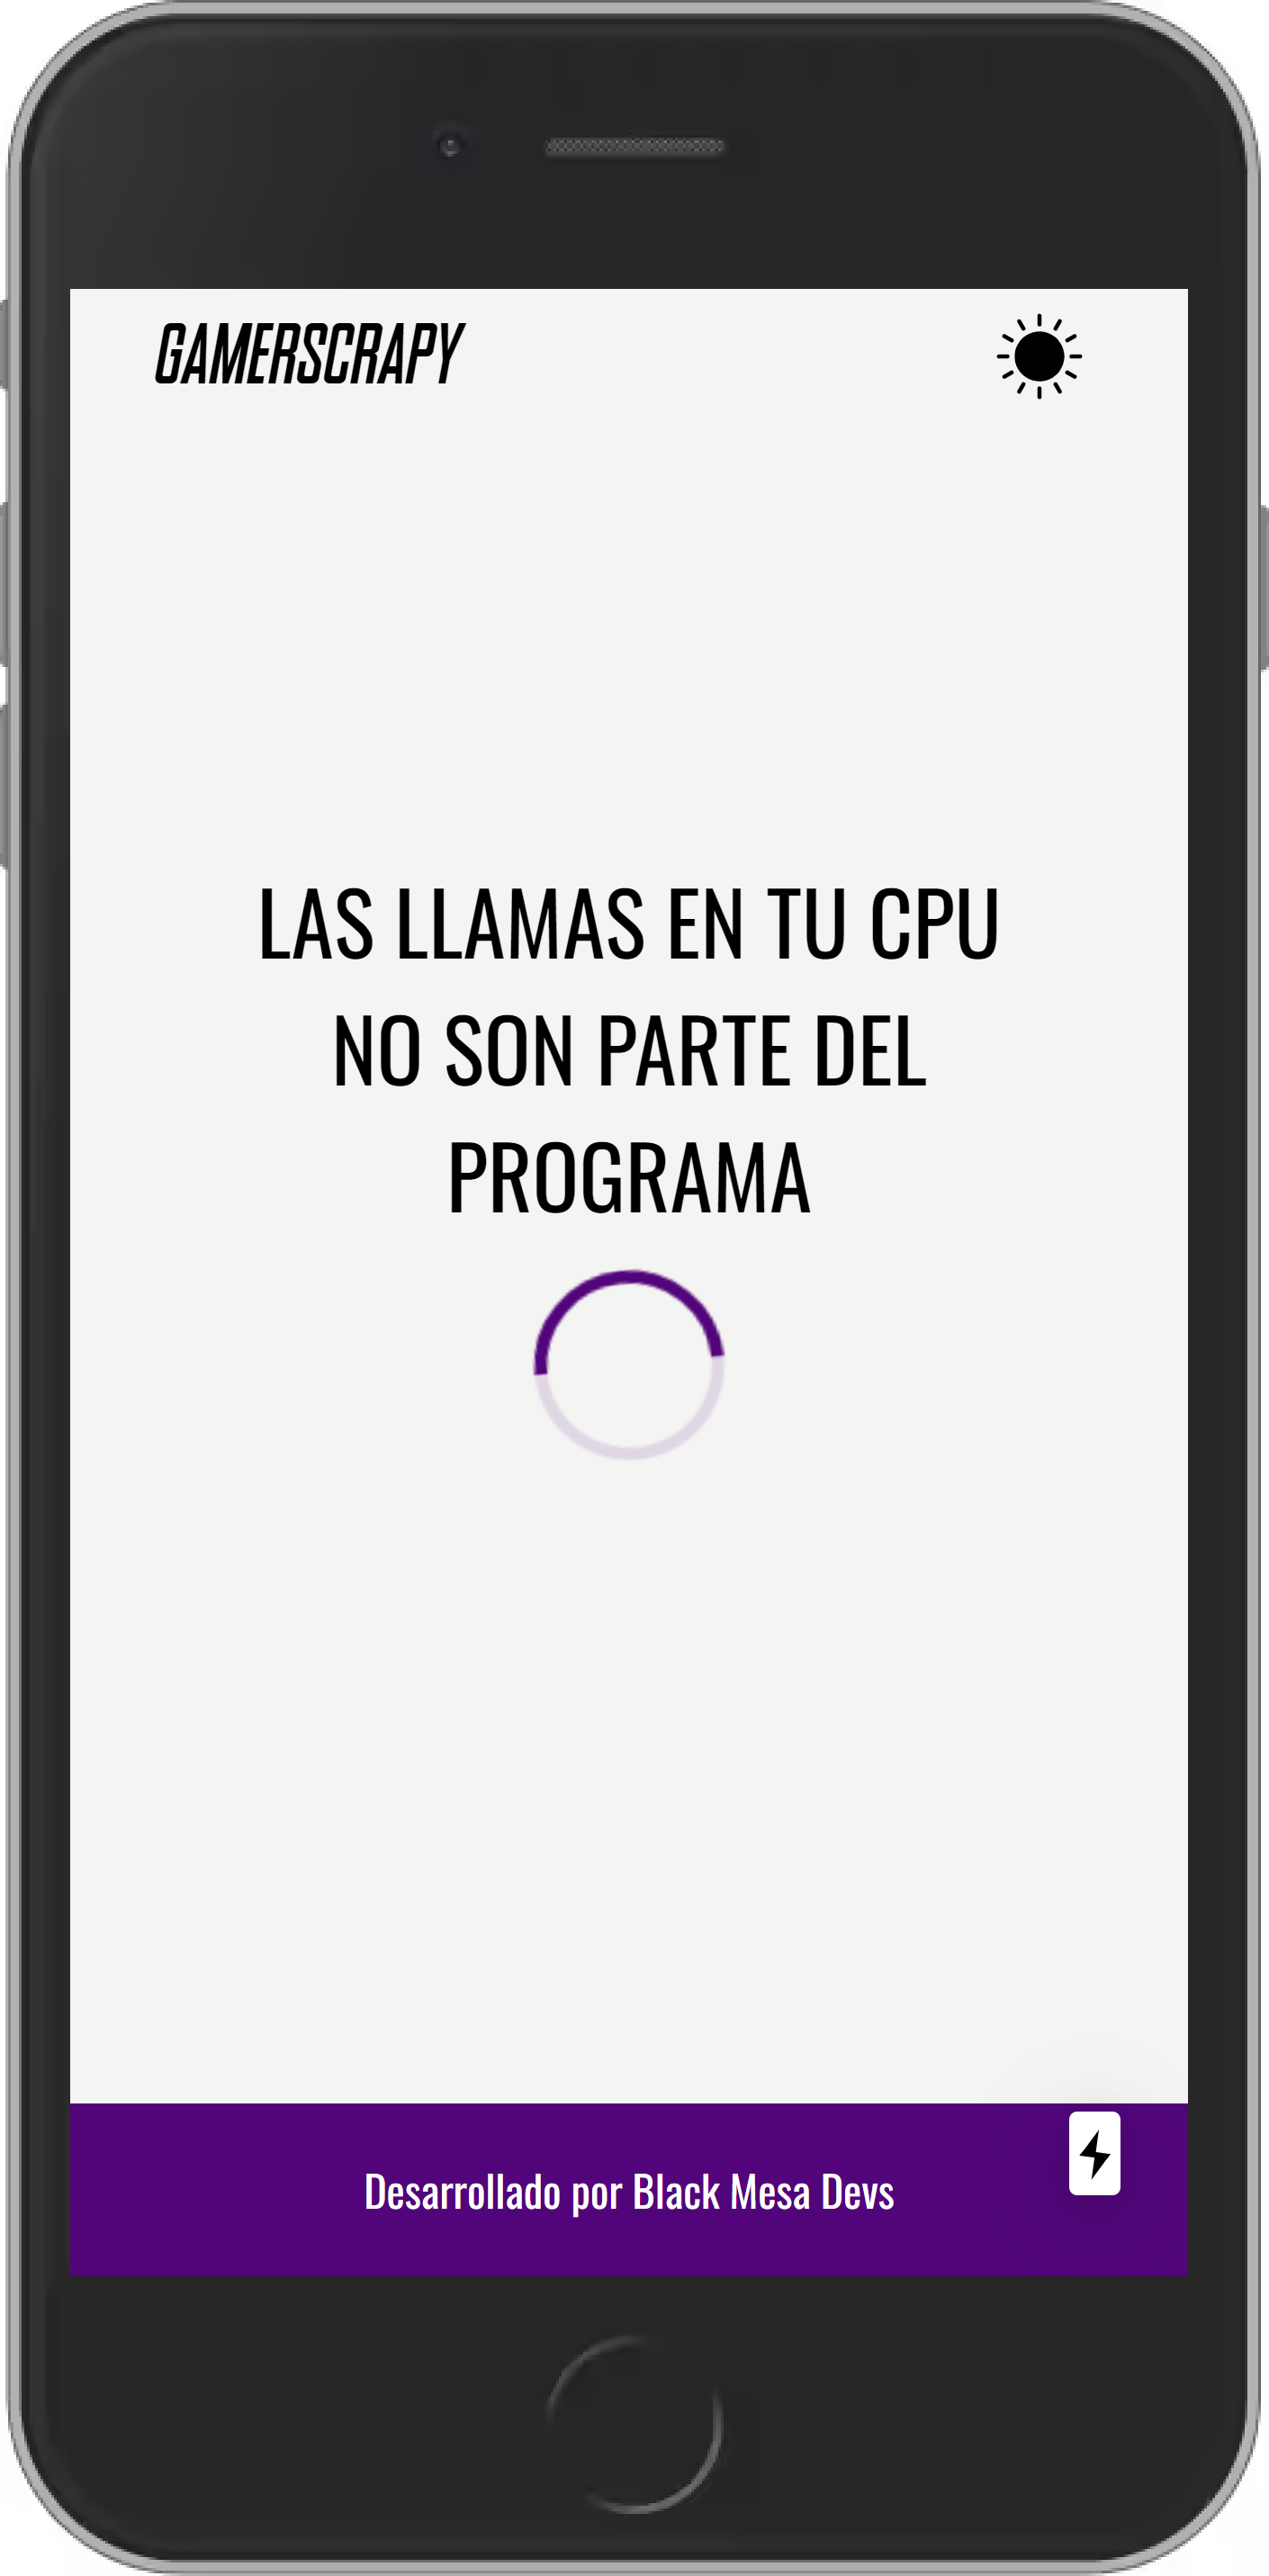 GAMERSCRAPY
LAS LLAMAS EN TU CPU
NO SON PARTE DEL
PROGRAMA
Desarrollado por Black Mesa Devs